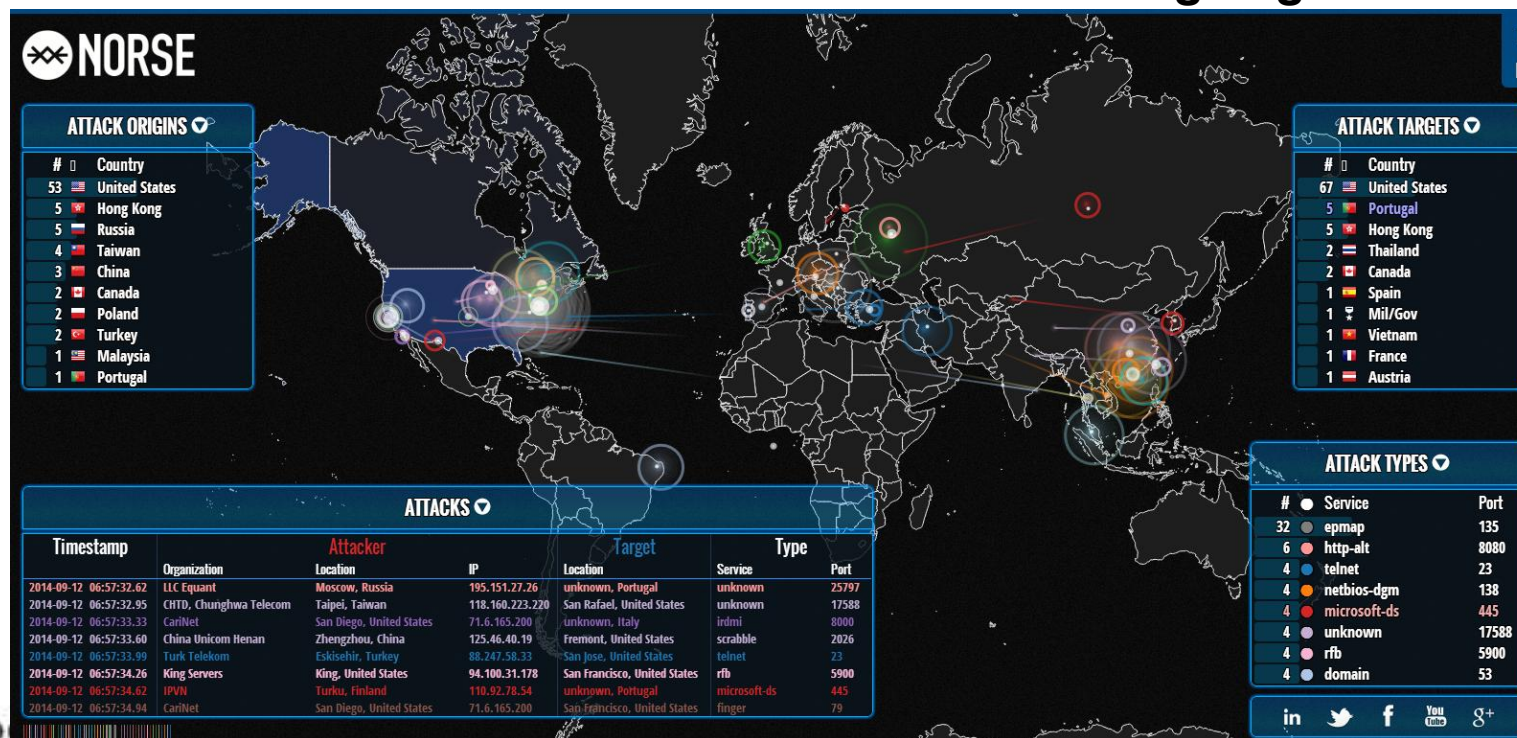 NORSE
ATTACK ORIGINS
# Country
53 United States
5 Hong Kong
5 Russia
4 Taiwan
3 China
2 Canada
2 Poland
2 Turkey
1 Malaysia
1 Portugal
ATTACK TARGETS
# Country
67 United States
5 Portugal
5 Hong Kong
2 Thailand
2 Canada
1 Spain
1 Mil/Gov
1 Vietnam
1 France
1 Austria
ATTACKS
Timestamp Attacker Target Type
Organization Location IP Location Service Port
2014-09-12 06:57:32.62 LLC Equant Moscow, Russia 195.151.27.26 unknown, Portugal unknown 25797
2014-09-12 06:57:32.95 CHTD, Chunghwa Telecom Taipei, Taiwan 118.160.223.220 San Rafael, United States unknown 17588
2014-09-12 06:57:33.33 CariNet San Diego, United States 71.6.165.200 unknown, Italy irdmi 8000
2014-09-12 06:57:33.60 China Unicom Henan Zhengzhou, China 125.46.40.19 Fremont, United States scrabble 2026
2014-09-12 06:57:33.99 Turk Telekom Eskisehir, Turkey 88.247.58.33 San Jose, United States telnet 23
2014-09-12 06:57:34.26 King Servers King, United States 94.100.31.178 San Francisco, United States rfb 5900
2014-09-12 06:57:34.62 IPVN Turku, Finland 110.92.78.54 unknown, Portugal microsoft-ds 445
2014-09-12 06:57:34.94 CariNet San Diego, United States 71.6.165.200 San Francisco, United States finger 79
ATTACK TYPES
# Service Port
32 epmap 135
6 http-alt 8080
4 telnet 23
4 netbios-dgm 138
4 microsoft-ds 445
4 unknown 17588
4 rfb 5900
4 domain 53
in f You Tube g+